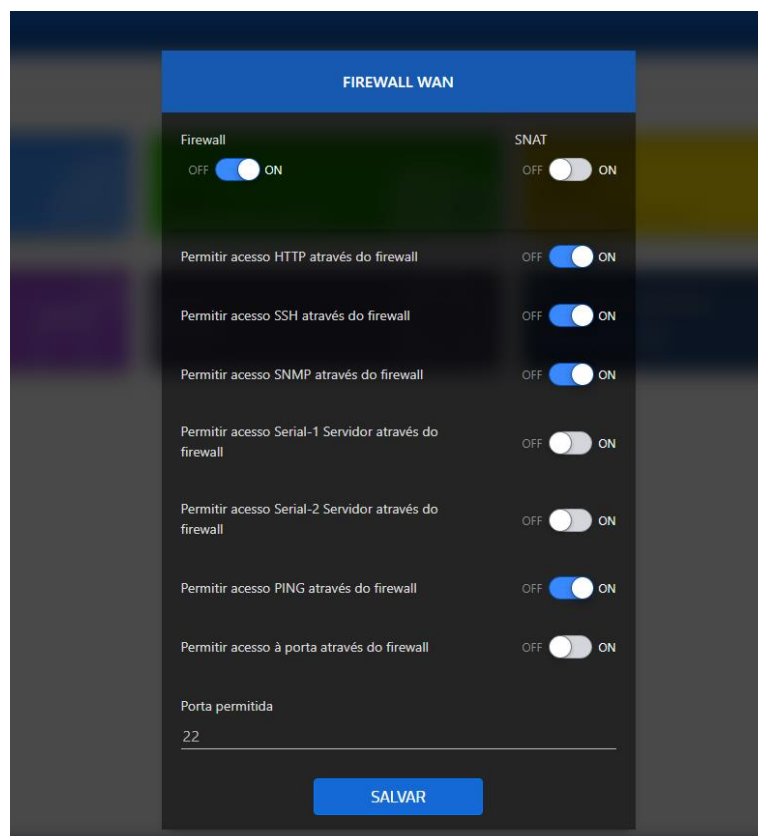 FIREWALL WAN
Firewall
SNAT
OFF ON
OFF ON
Permitir acesso HTTP através do firewall
OFF ON
Permitir acesso SSH através do firewall
OFF ON
Permitir acesso SNMP através do firewall
OFF ON
Permitir acesso Serial-1 Servidor através do
firewall
OFF ON
Permitir acesso Serial-2 Servidor através do
firewall
OFF ON
Permitir acesso PING através do firewall
OFF ON
Permitir acesso à porta através do firewall
OFF ON
Porta permitida
22
SALVAR